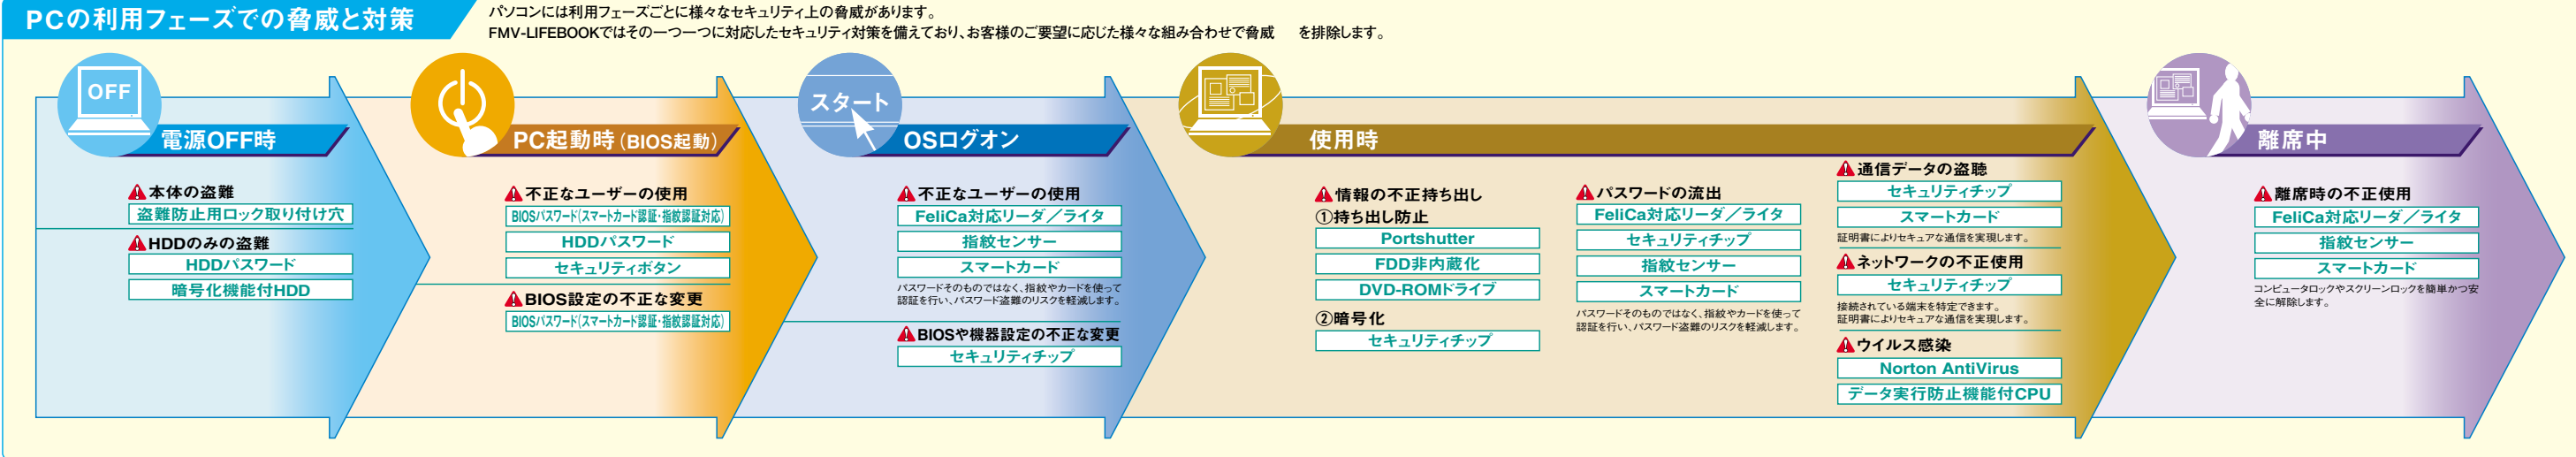 PCの利用フェーズでの脅威と対策
パソコンには利用フェーズごとに様々なセキュリティ上の脅威があります。
FMV-LIFEBOOKではその一つ一つに対応したセキュリティ対策を備えており、お客様のご要望に応じた様々な組み合わせで脅威 を排除します。
OFF
電源OFF時
本体の盗難
盗難防止用ロック取り付け穴
HDDのみの盗難
HDDパスワード
暗号化機能付HDD
PC起動時(BIOS起動)
不正なユーザーの使用
BIOSパスワード(スマートカード認証・指紋認証対応)
HDDパスワード
セキュリティボタン
BIOS設定の不正な変更
BIOSパスワード(スマートカード認証・指紋認証対応)
スタート
OSログオン
不正なユーザーの使用
FeliCa対応リーダ/ライタ
指紋センサー
スマートカード
パスワードそのものではなく、指紋やカードを使って
認証を行い、パスワード盗難のリスクを軽減します。
BIOSや機器設定の不正な変更
セキュリティチップ
使用時
情報の不正持ち出し
①持ち出し防止
Portshutter
FDD非内蔵化
DVD-ROMドライブ
②暗号化
セキュリティチップ
パスワードの流出
FeliCa対応リーダ/ライタ
セキュリティチップ
指紋センサー
スマートカード
パスワードそのものではなく、指紋やカードを使って
認証を行い、パスワード盗難のリスクを軽減します。
通信データの盗聴
セキュリティチップ
スマートカード
証明書によりセキュアな通信を実現します。
ネットワークの不正使用
セキュリティチップ
接続されている端末を特定できます。
証明書によりセキュアな通信を実現します。
ウイルス感染
Norton AntiVirus
データ実行防止機能付CPU
離席中
離席時の不正使用
FeliCa対応リーダ/ライタ
指紋センサー
スマートカード
コンピュータロックやスクリーンロックを簡単かつ安
全に解除します。